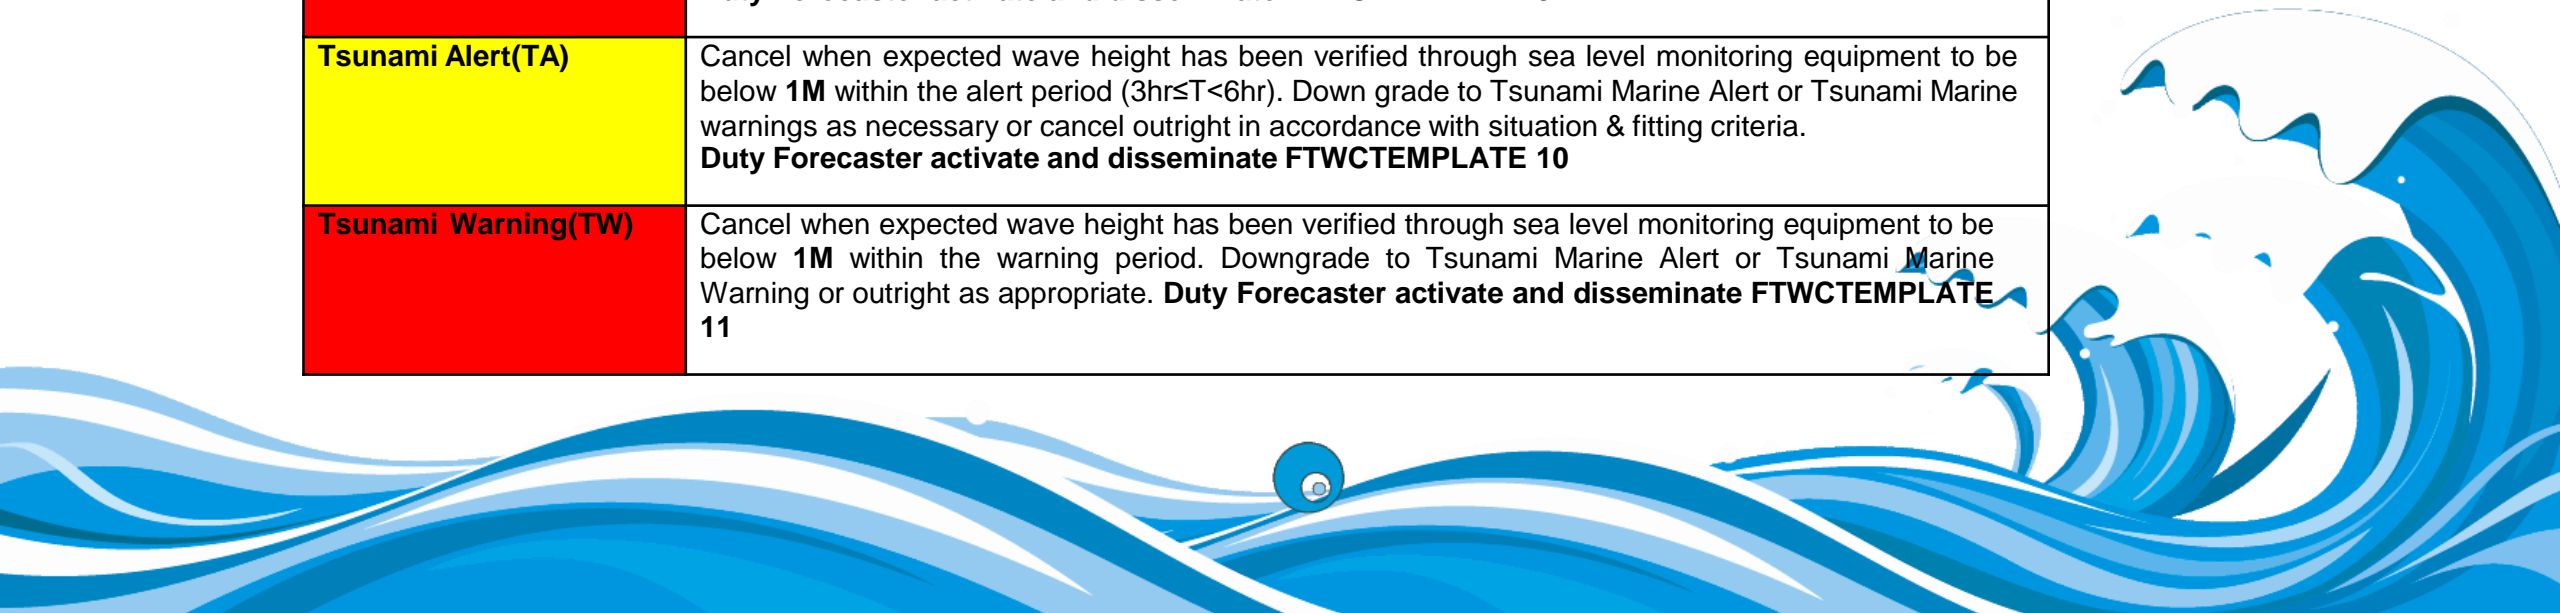 Tsunami Alert(TA)
Cancel when expected wave height has been verified through sea level monitoring equipment to be
below 1M within the alert period (3hr≤T<6hr). Down grade to Tsunami Marine Alert or Tsunami Marine
warnings as necessary or cancel outright in accordance with situation & fitting criteria.
Duty Forecaster activate and disseminate FTWCTEMPLATE 10
Tsunami Warning(TW)
Cancel when expected wave height has been verified through sea level monitoring equipment to be
below 1M within the warning period. Downgrade to Tsunami Marine Alert or Tsunami Marine
Warning or outright as appropriate. Duty Forecaster activate and disseminate FTWCTEMPLATE
11